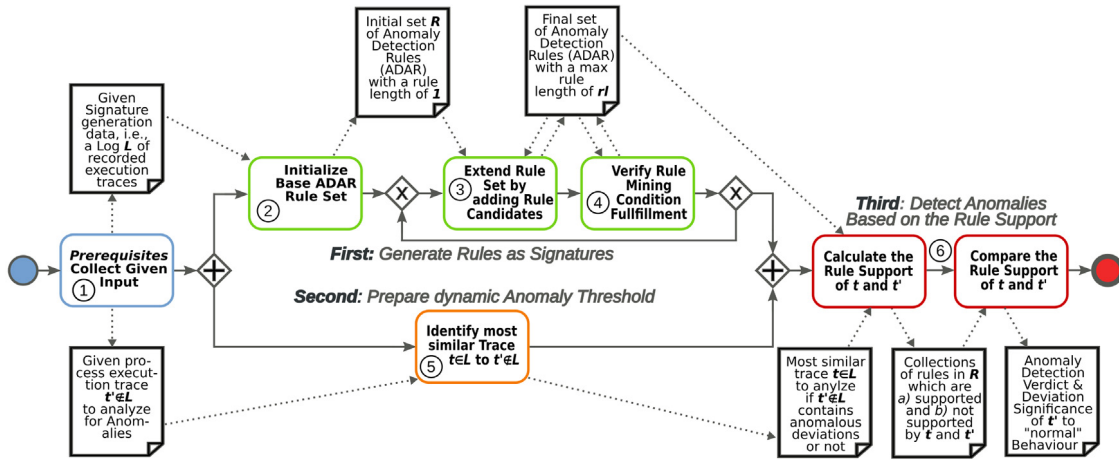 Initial set R
of Anomaly
Detection
Rules
(ADAR)
with a rule
length of 1
Final set
of Anomaly
Detection
Rules (ADAR)
with a max
rule
length of rl
Given
Signature
generation
data, i.e.,
a Log L of
recorded
execution
traces
Initialize
Base ADAR
Rule Set
2
X
Extend Rule
Set by
adding Rule
Candidates
3
Verify Rule
Mining
Condition
Fullfillment
4
X
First: Generate Rules as Signatures
Third: Detect Anomalies
Based on the Rule Support
Prerequisites
Collect Given
Input
1
Calculate the
Rule Support
of t and t'
6
Compare the
Rule Support
of t and t'
Second: Prepare dynamic Anomaly Threshold
Identify most
similar Trace
t∈L to t'∉L
5
Given pro-
cess execu-
tion trace
t'∉L
to analyze
for Anom-
alies
Most similar
trace t∈L
to anylze
if t'∉L
contains
anomalous
deviations
or not
Collections
of rules in R
which are
a) supported
and b) not
supported
by t and t'
Anomaly
Detection
Verdict &
Deviation
Significance
of t' to
"normal"
Behaviour